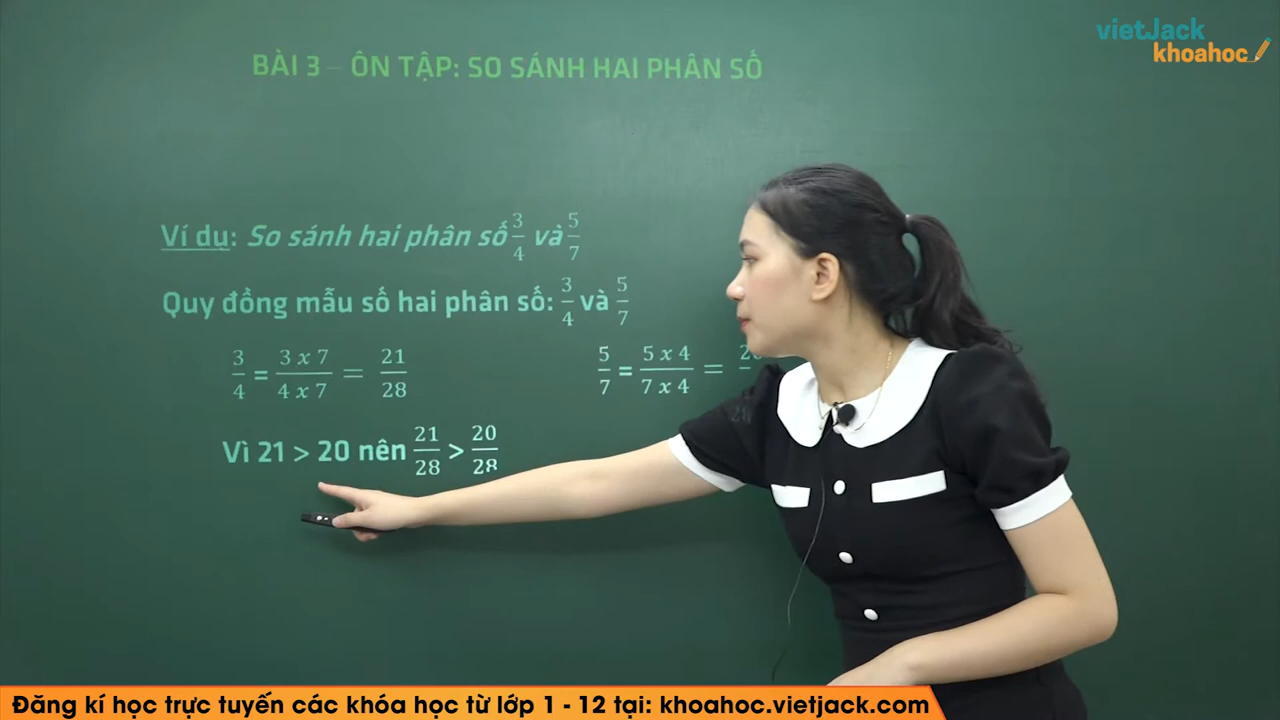 vietJack
khoahoc
BÀI 3 – ÔN TẬP: SO SÁNH HAI PHÂN SỐ
Ví dụ: So sánh hai phân số 3/4 và 5/7
Quy đồng mẫu số hai phân số: 3/4 và 5/7
3/4 = 3 x 7/4 x 7 = 21/28
5/7 = 5 x 4/7 x 4 =
Vì 21 > 20 nên 21/28 > 20/28
Đăng kí học trực tuyến các khóa học từ lớp 1 - 12 tại: khoahoc.vietjack.com